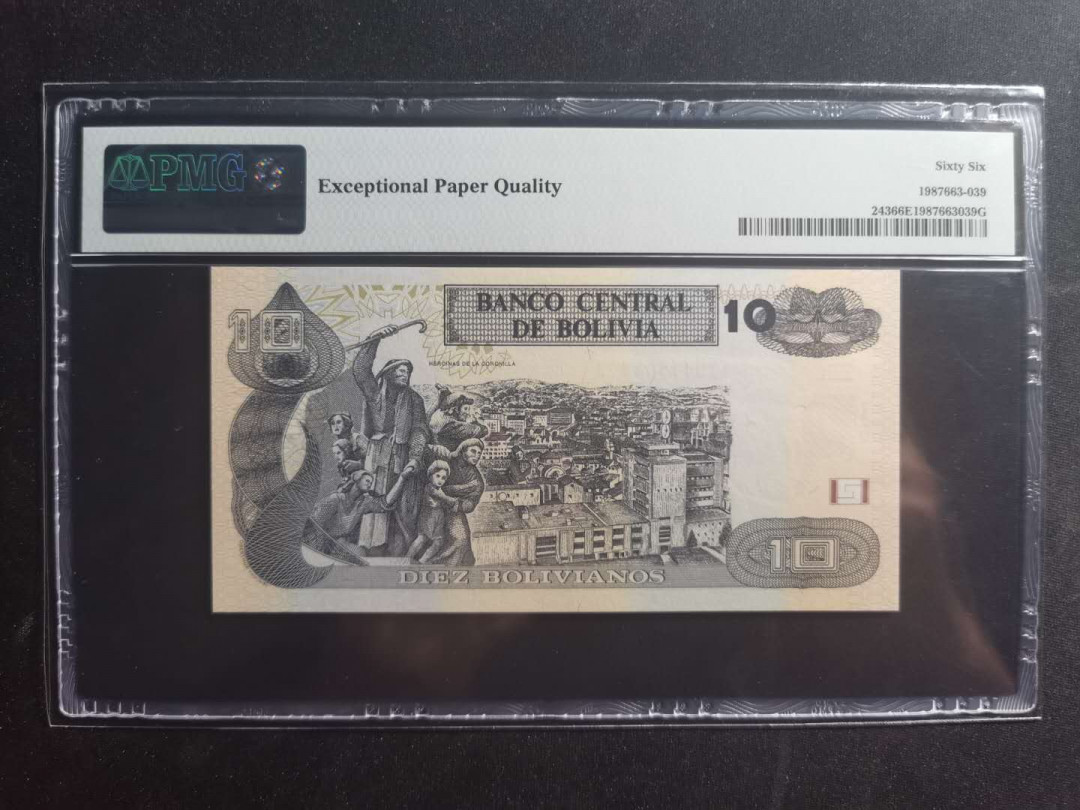 PMG
Exceptional Paper Quality
Sixty Six
1987663-039
24366E1987663039G
10
BANCO CENTRAL
DE BOLIVIA
10
HEROINAS DE LA CORONILLA
DIEZ BOLIVIANOS
10